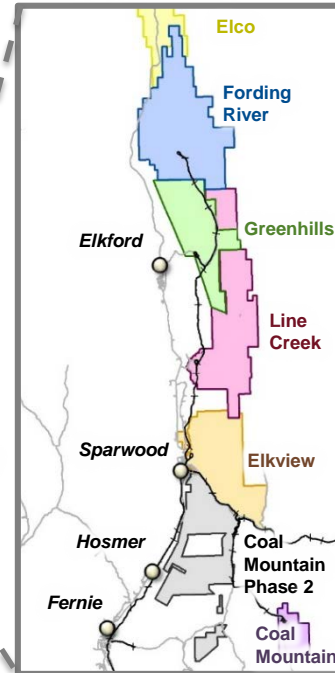 Elco
Fording
River
Greenhills
Elkford
Line
Creek
Sparwood
Elkview
Hosmer
Coal
Mountain
Phase 2
Fernie
Coal
Mountain